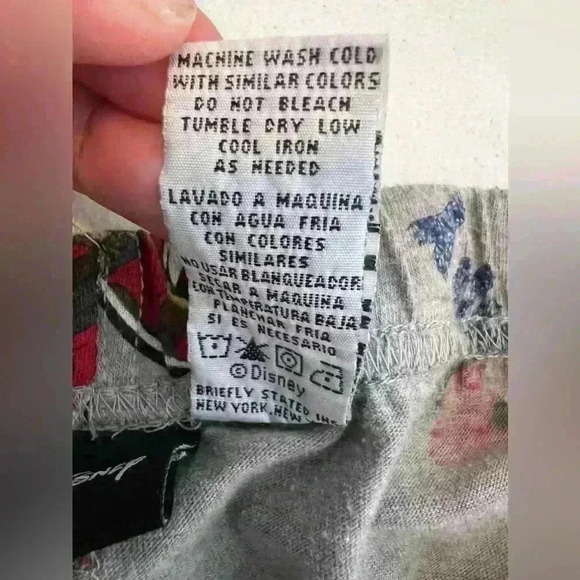 MACHINE WASH COLD
WITH SIMILAR COLORS
DO NOT BLEACH
TUMBLE DRY LOW
COOL IRON
AS NEEDED
LAVADO A MAQUINA
CON AGUA FRIA
CON COLORES
SIMILARES
NO USAR BLANQUEADOR
SECAR A MAQUINA
CON TEMPERATURA BAJA
PLANCHAR FRIA
SI ES NECESARIO
©Disney
BRIEFLY STATED INC
NEW YORK, NEW